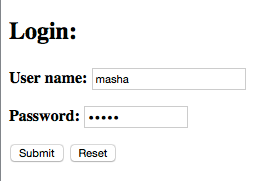 Login:
User name: masha
Password: •••••
Submit Reset